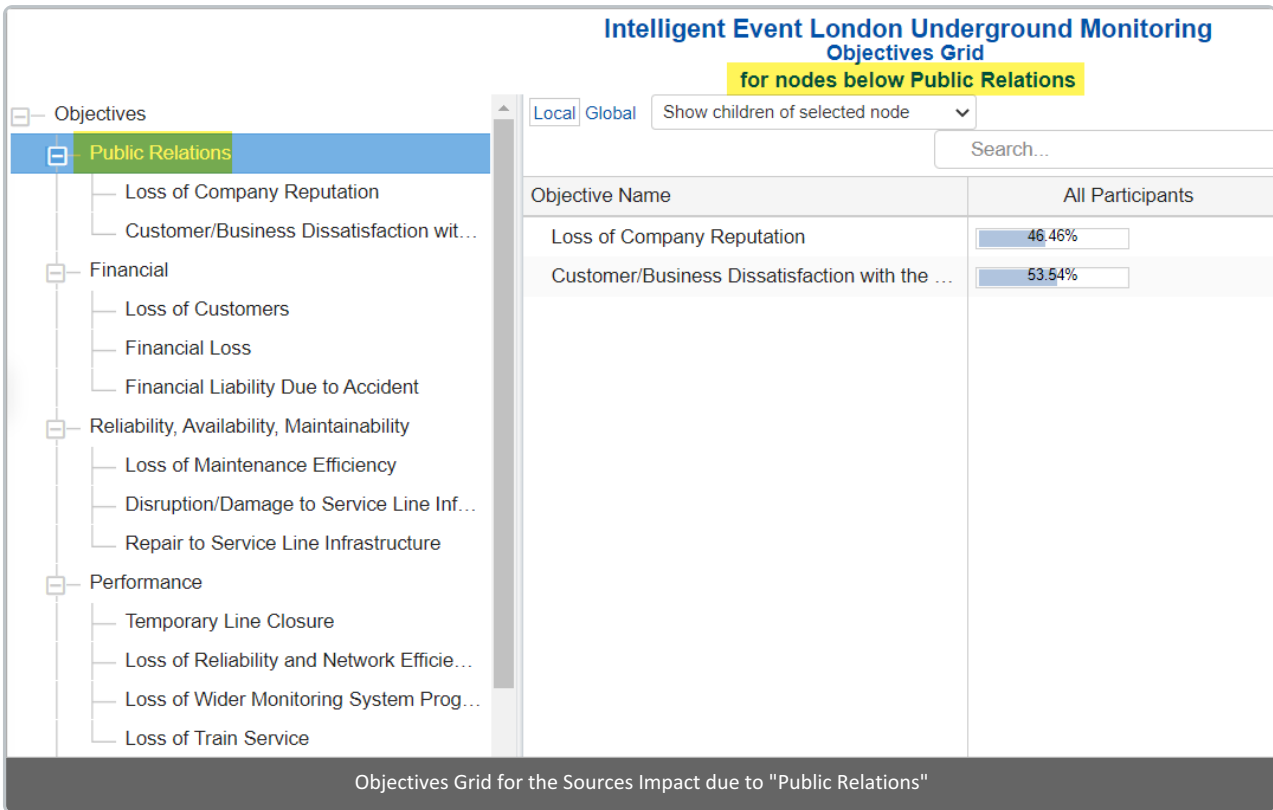 Intelligent Event London Underground Monitoring
Objectives Grid
for nodes below Public Relations
Objectives
Public Relations
Loss of Company Reputation
Customer/Business Dissatisfaction wit...
Financial
Loss of Customers
Financial Loss
Financial Liability Due to Accident
Reliability, Availability, Maintainability
Loss of Maintenance Efficiency
Disruption/Damage to Service Line Inf...
Repair to Service Line Infrastructure
Performance
Temporary Line Closure
Loss of Reliability and Network Efficie...
Loss of Wider Monitoring System Prog...
Loss of Train Service
Local Global Show children of selected node
Search...
Objective Name All Participants
Loss of Company Reputation 46.46%
Customer/Business Dissatisfaction with the ... 53.54%
Objectives Grid for the Sources Impact due to "Public Relations"